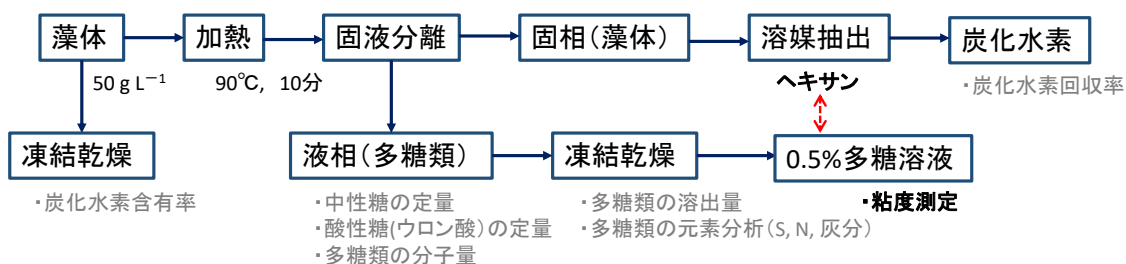 藻体
加熱
固液分離
固相(藻体)
溶媒抽出
炭化水素
50 g L⁻¹
90℃, 10分
ヘキサン
・炭化水素回収率
凍結乾燥
液相(多糖類)
凍結乾燥
0.5%多糖溶液
・炭化水素含有率
・中性糖の定量
・酸性糖(ウロン酸)の定量
・多糖類の分子量
・多糖類の溶出量
・多糖類の元素分析(S, N, 灰分)
・粘度測定